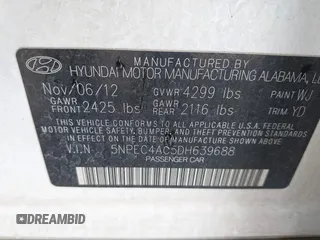 MANUFACTURED BY
HYUNDAI MOTOR MANUFACTURING ALABAMA, LL
Nov/06/12 GVWR 4299 lbs PAINT WJ
GAWR FRONT 2425 lbs GAWR REAR 2116 lbs TRIM YD
THIS VEHICLE CONFORMS TO ALL APPLICABLE U.S.A. FEDERAL
MOTOR VEHICLE SAFETY, BUMPER, AND THEFT PREVENTION
STANDARDS IN EFFECT ON THE DATE OF MANUFACTURE
SHOWN ABOVE
V.I.N. 5NPEC4AC5DH639688
PASSENGER CAR